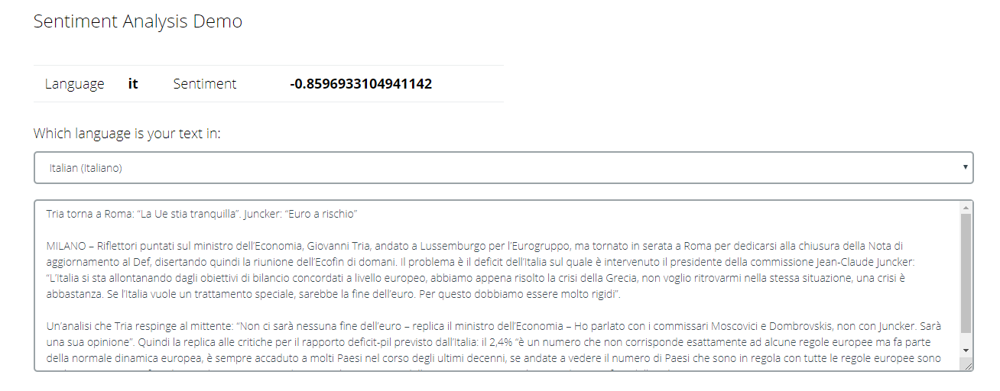 Sentiment Analysis Demo
Language it Sentiment -0.8596933104941142
Which language is your text in:
Italian (Italiano)
Tria torna a Roma: “La Ue stia tranquilla”. Juncker: “Euro a rischio”
MILANO – Riflettori puntati sul ministro dell’Economia, Giovanni Tria, andato a Lussemburgo per l’Eurogruppo, ma tornato in serata a Roma per dedicarsi alla chiusura della Nota di
aggiornamento al Def, disertando quindi la riunione dell’Ecofin di domani. Il problema è il deficit dell’Italia sul quale è intervenuto il presidente della commissione Jean-Claude Juncker:
“L’Italia si sta allontanando dagli obiettivi di bilancio concordati a livello europeo, abbiamo appena risolto la crisi della Grecia, non voglio ritrovarmi nella stessa situazione, una crisi è
abbastanza. Se l’Italia vuole un trattamento speciale, sarebbe la fine dell’euro. Per questo dobbiamo essere molto rigidi”.
Un’analisi che Tria respinge al mittente: “Non ci sarà nessuna fine dell’euro – replica il ministro dell’Economia – Ho parlato con i commissari Moscovici e Dombrovskis, non con Juncker. Sarà
una sua opinione”. Quindi la replica alle critiche per il rapporto deficit-pil previsto dall’Italia: il 2,4% “è un numero che non corrisponde esattamente ad alcune regole europee ma fa parte
della normale dinamica europea, è sempre accaduto a molti Paesi nel corso degli ultimi decenni, se andate a vedere il numero di Paesi che sono in regola con tutte le regole europee sono